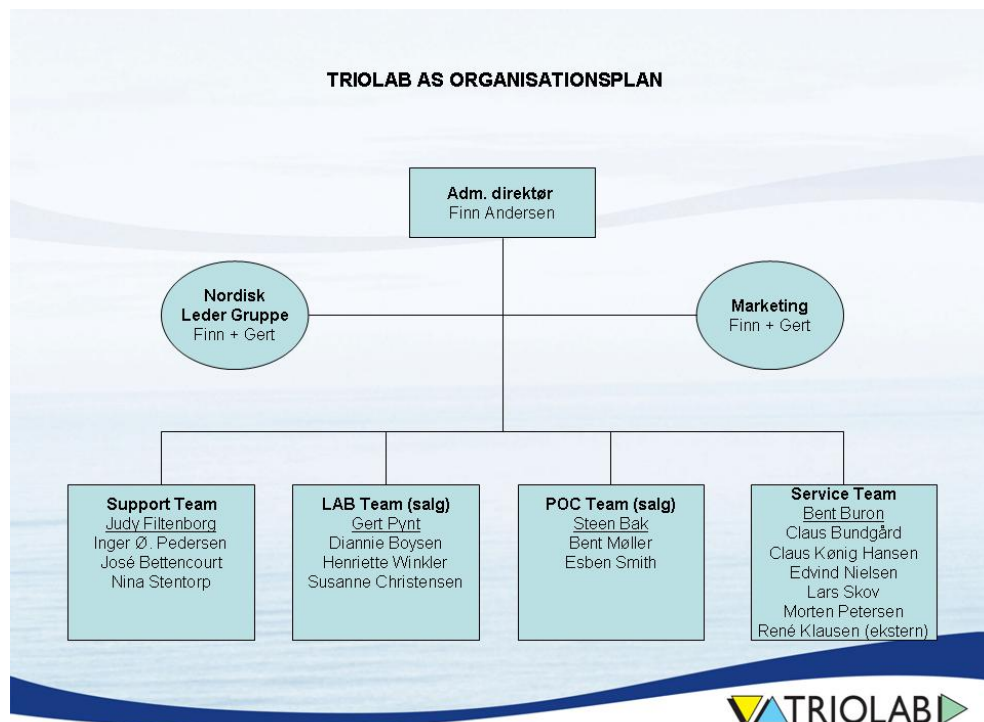 TRIOLAB AS ORGANISATIONSPLAN
Adm. direktør
Finn Andersen
Nordisk
Leder Gruppe
Finn + Gert
Marketing
Finn + Gert
Support Team
Judy Filtenborg
Inger Ø. Pedersen
José Bettencourt
Nina Stentorp
LAB Team (salg)
Gert Pynt
Diannie Boysen
Henriette Winkler
Susanne Christensen
POC Team (salg)
Steen Bak
Bent Møller
Esben Smith
Service Team
Bent Buron
Claus Bundgård
Claus Kønig Hansen
Edvind Nielsen
Lars Skov
Morten Petersen
René Klausen (ekstern)
TRIOLAB